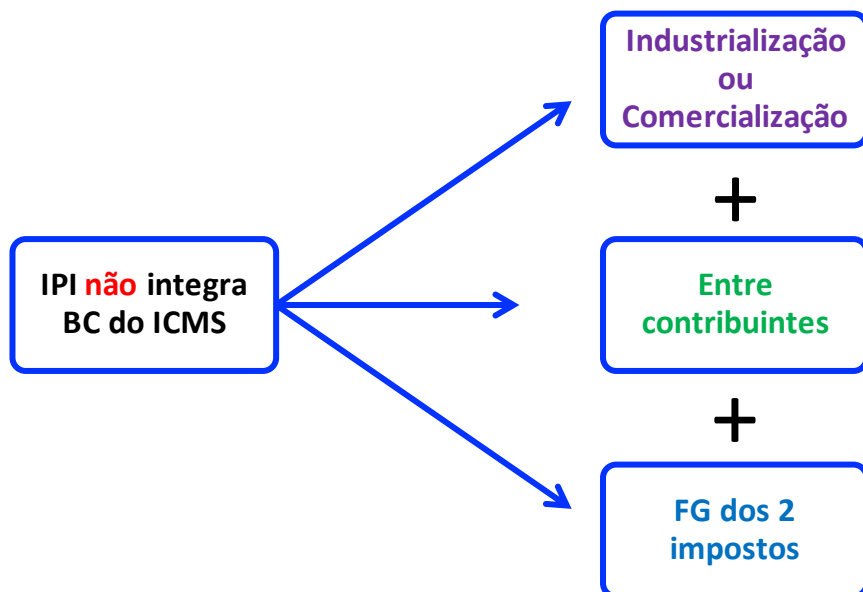 Industrialização
ou
Comercialização
+
IPI não integra
BC do ICMS
Entre
contribuintes
+
FG dos 2
impostos